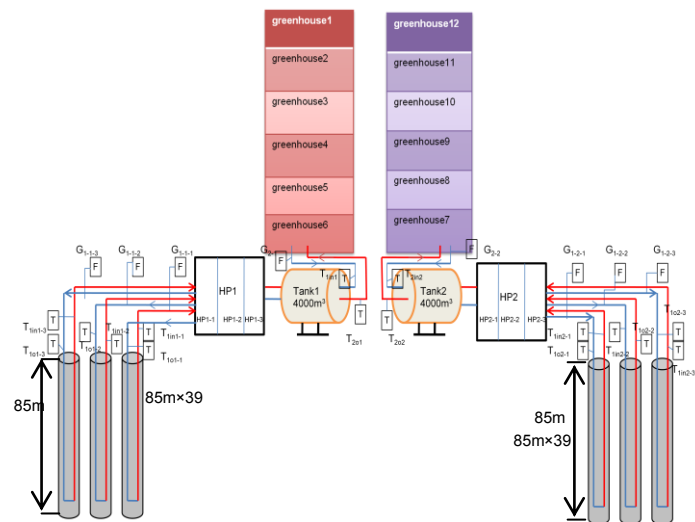 greenhouse1
greenhouse2
greenhouse3
greenhouse4
greenhouse5
greenhouse6
greenhouse12
greenhouse11
greenhouse10
greenhouse9
greenhouse8
greenhouse7
G1-1-3
G1-1-2
G1-1-1
F
F
F
G2-1
F
HP1
HP1-1
HP1-2
HP1-3
Tank1
4000m³
T1in1
T
T
T2o1
F
G2-2
T1in2
T
T
T2o2
Tank2
4000m³
HP2
HP2-1
HP2-2
HP2-3
G1-2-1
G1-2-2
G1-2-3
F
F
F
T1in1-3
T
T1in1-2
T
T
T1in1-1
T
T1o1-3
T
T1o1-2
T
T1o1-1
T1in2-1
T
T1o2-2
T
T1o2-3
T
T1o2-1
T
T1in2-2
T
T
T1in2-3
85m
85m×39
85m
85m×39